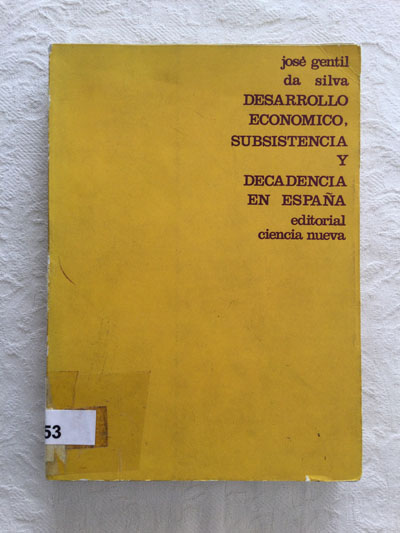 josé gentil
da silva
DESARROLLO
ECONOMICO,
SUBSISTENCIA
Y
DECADENCIA
EN ESPAÑA
editorial
ciencia nueva
53